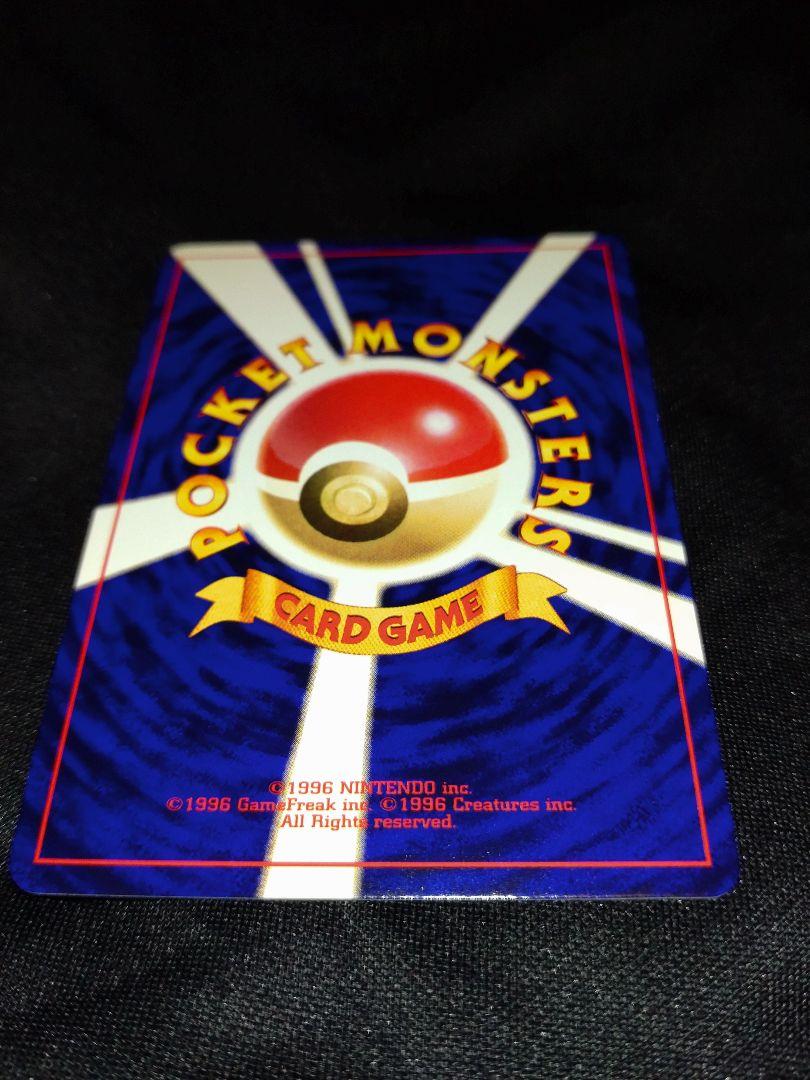 POCKET MONSTERS
CARD GAME
©1996 NINTENDO inc.
©1996 GameFreak inc. ©1996 Creatures inc.
All Rights reserved.